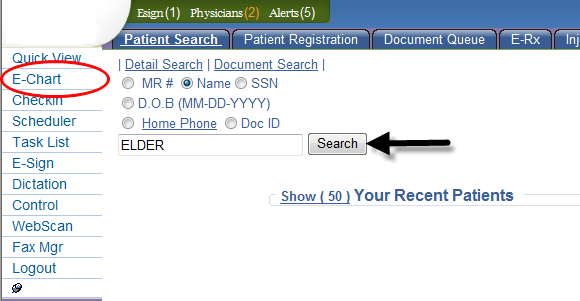 Esign (1) Physicians (2) Alerts (5)
Patient Search Patient Registration Document Queue E-Rx
Quick View
E-Chart
Checkin
Scheduler
Task List
E-Sign
Dictation
Control
WebScan
Fax Mgr
Logout
| Detail Search | Document Search |
MR # Name SSN
D.O.B (MM-DD-YYYY)
Home Phone Doc ID
ELDER Search
Show ( 50 ) Your Recent Patients